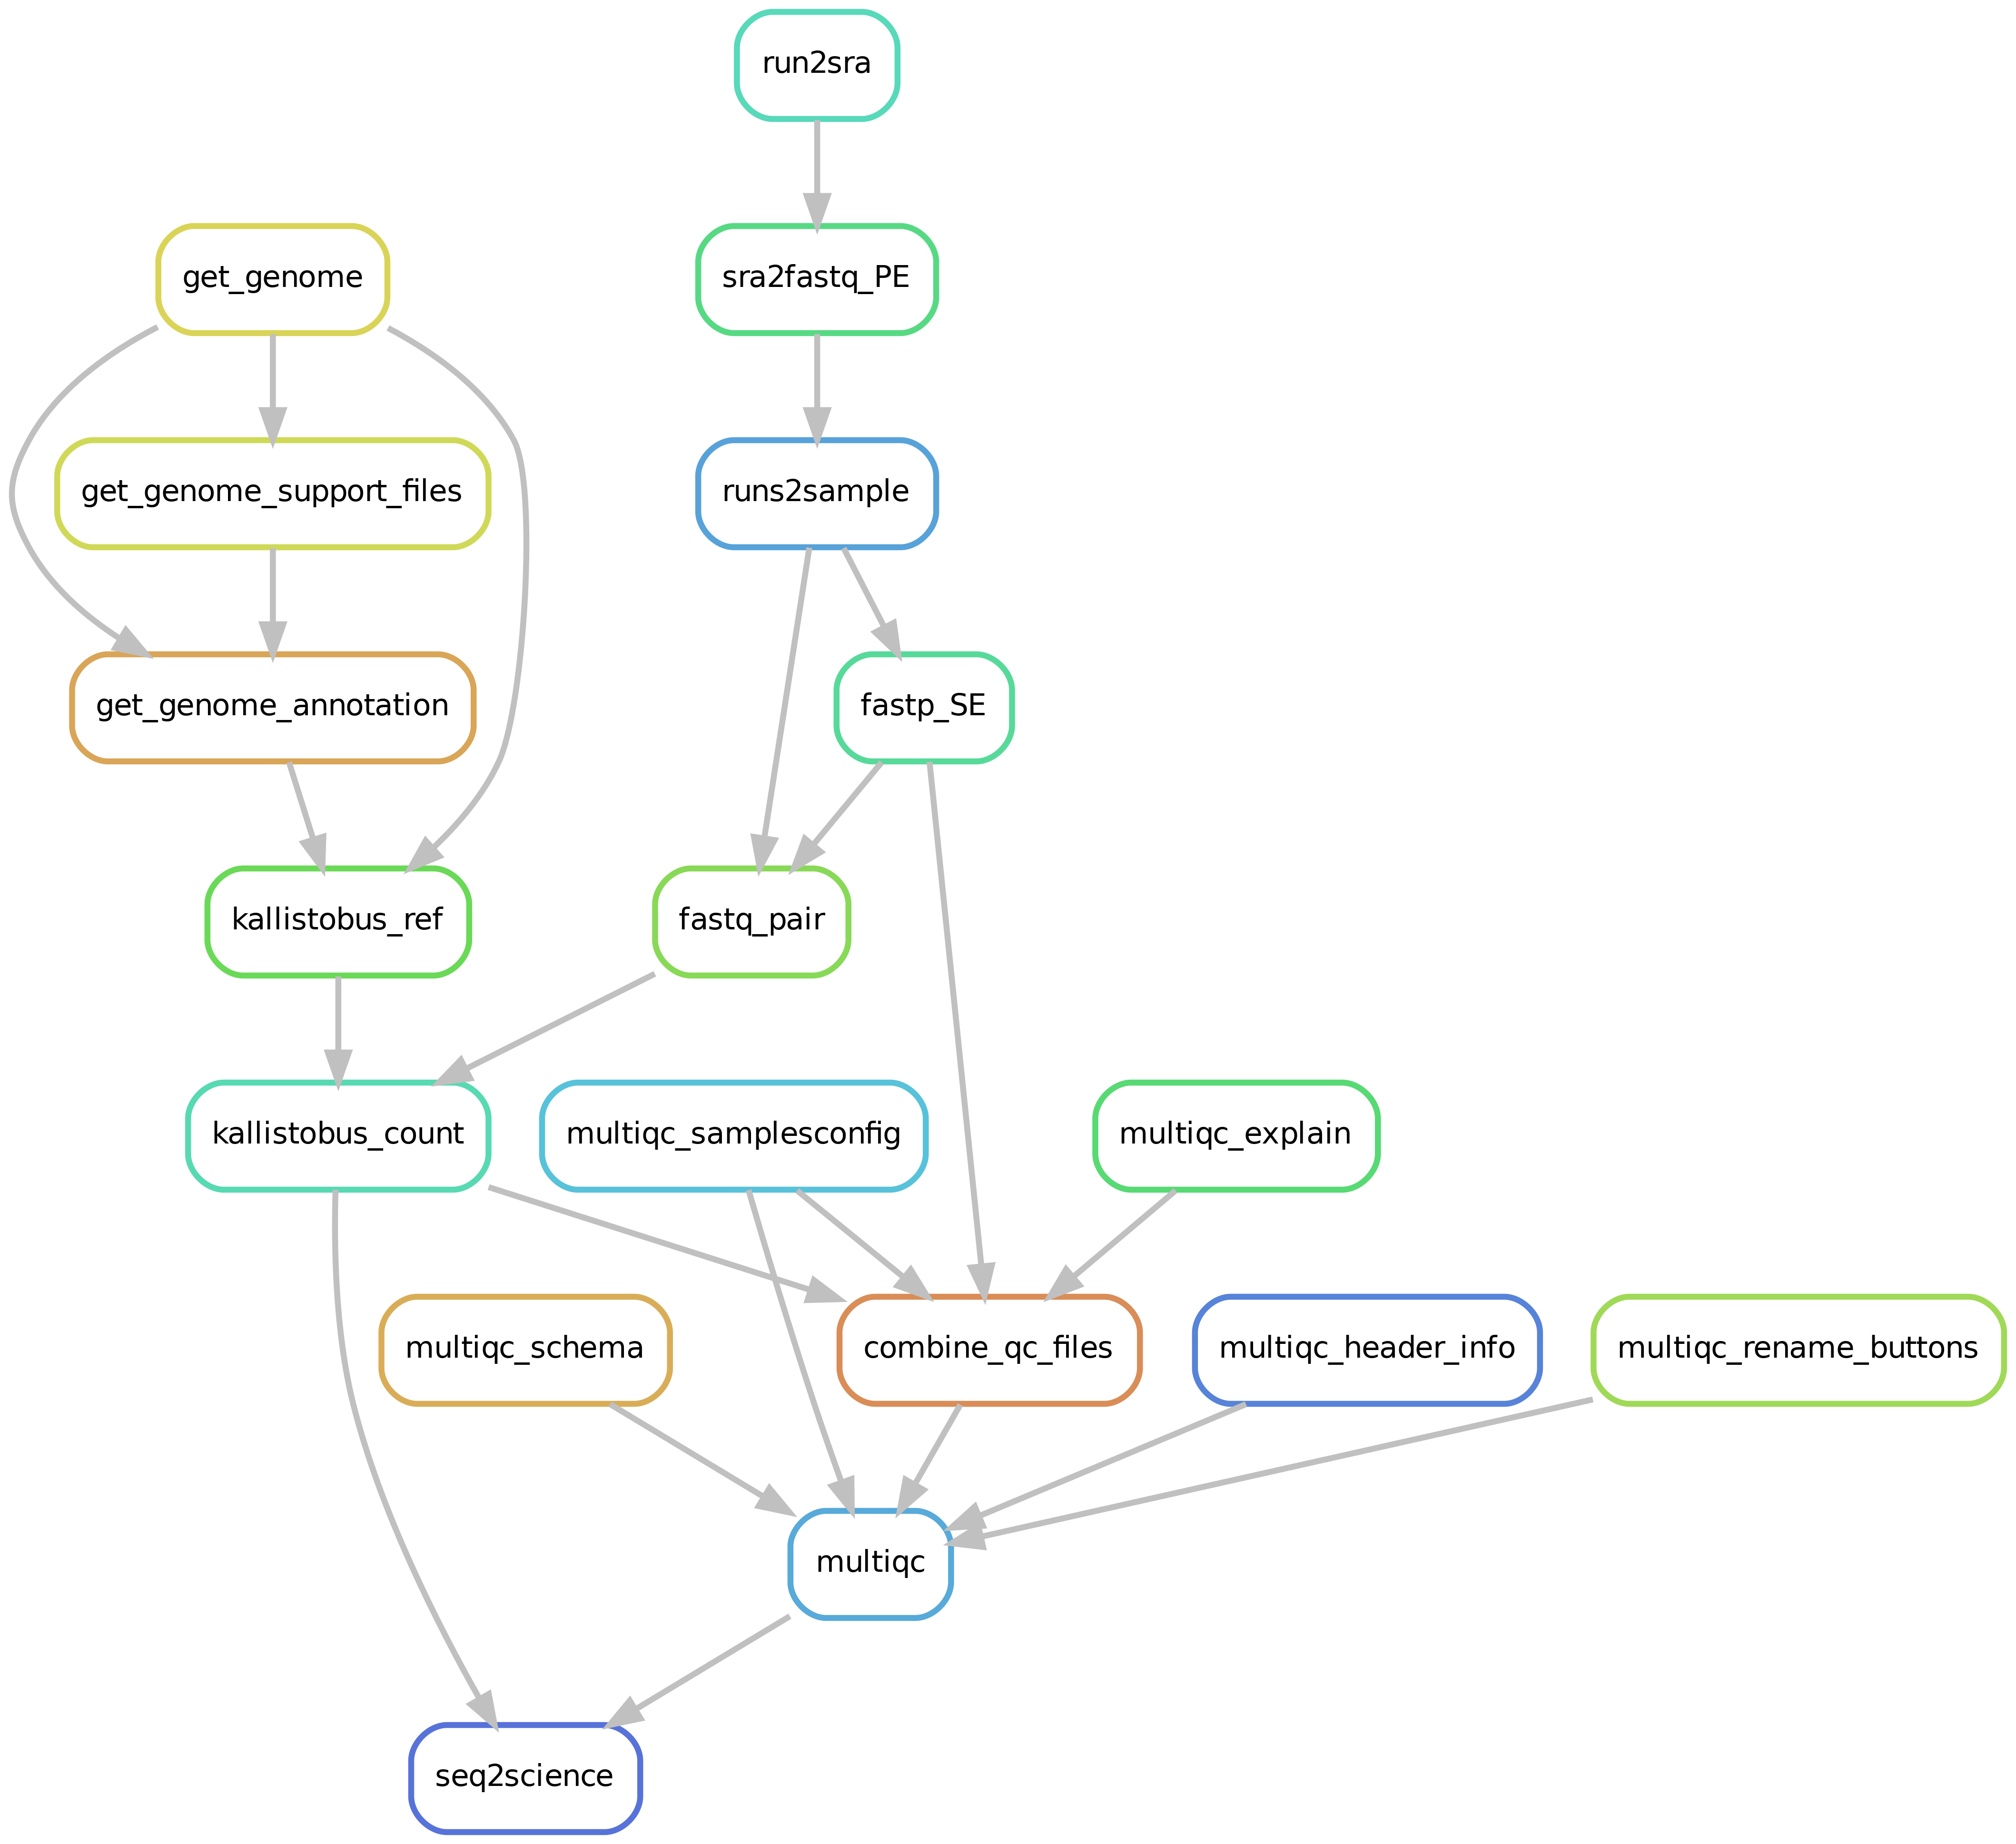 run2sra
get_genome
sra2fastq_PE
get_genome_support_files
runs2sample
get_genome_annotation
fastp_SE
kallistobus_ref
fastq_pair
kallistobus_count
multiqc_samplesconfig
multiqc_explain
multiqc_schema
combine_qc_files
multiqc_header_info
multiqc_rename_buttons
multiqc
seq2science